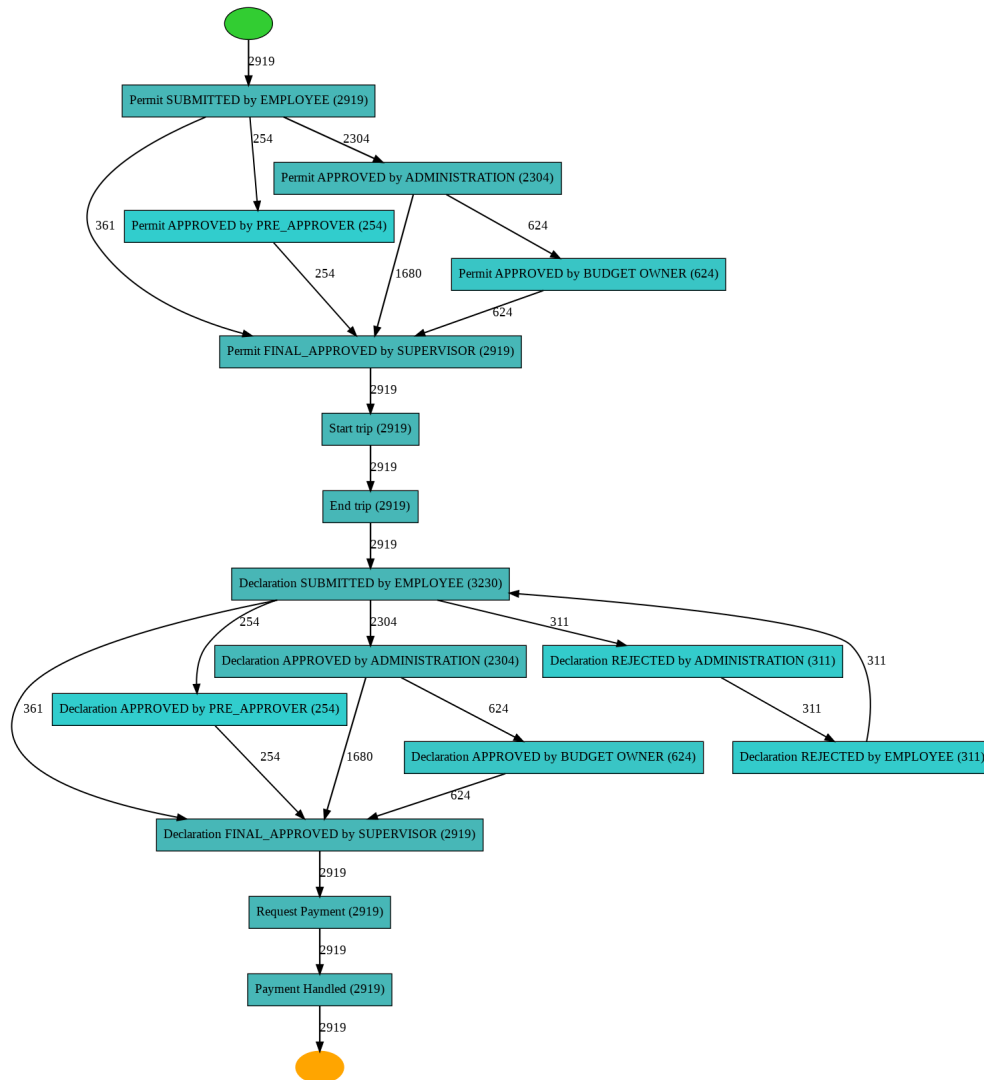 2919
Permit SUBMITTED by EMPLOYEE (2919)
254
2304
Permit APPROVED by ADMINISTRATION (2304)
361
Permit APPROVED by PRE_APPROVER (254)
624
254
1680
Permit APPROVED by BUDGET OWNER (624)
624
Permit FINAL_APPROVED by SUPERVISOR (2919)
2919
Start trip (2919)
2919
End trip (2919)
2919
Declaration SUBMITTED by EMPLOYEE (3230)
254
2304
311
Declaration APPROVED by ADMINISTRATION (2304)
Declaration REJECTED by ADMINISTRATION (311)
311
361
Declaration APPROVED by PRE_APPROVER (254)
624
311
254
1680
Declaration APPROVED by BUDGET OWNER (624)
Declaration REJECTED by EMPLOYEE (311)
624
Declaration FINAL_APPROVED by SUPERVISOR (2919)
2919
Request Payment (2919)
2919
Payment Handled (2919)
2919